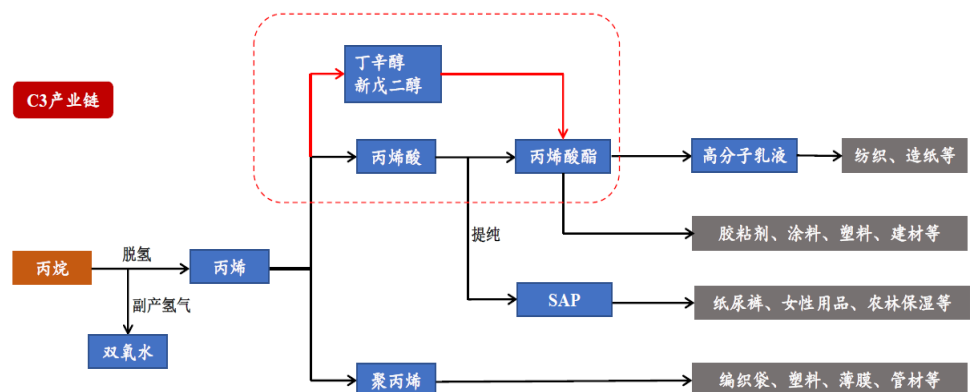 丁辛醇
新戊二醇
C3产业链
丙烯酸
丙烯酸酯
高分子乳液
纺织、造纸等
提纯
胶粘剂、涂料、塑料、建材等
脱氢
丙烷
丙烯
副产氢气
SAP
纸尿裤、女性用品、农林保湿等
双氧水
聚丙烯
编织袋、塑料、薄膜、管材等